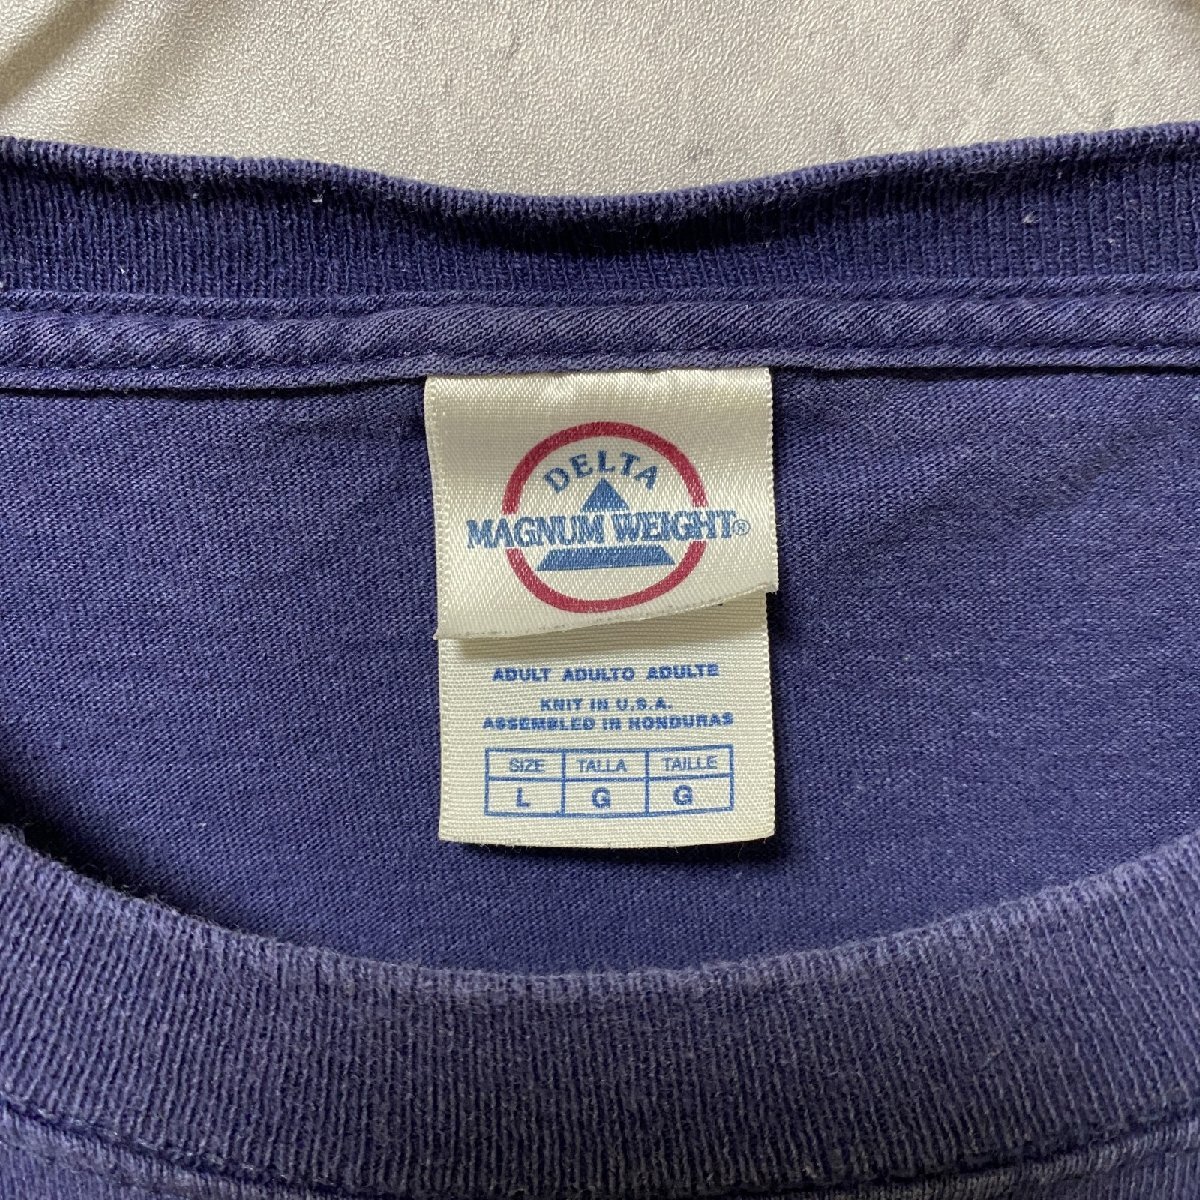 DELTA
MAGNUM WEIGHT®
ADULT ADULTO ADULTE
KNIT IN U.S.A.
ASSEMBLED IN HONDURAS
SIZE TALLA TAILLE
L G G